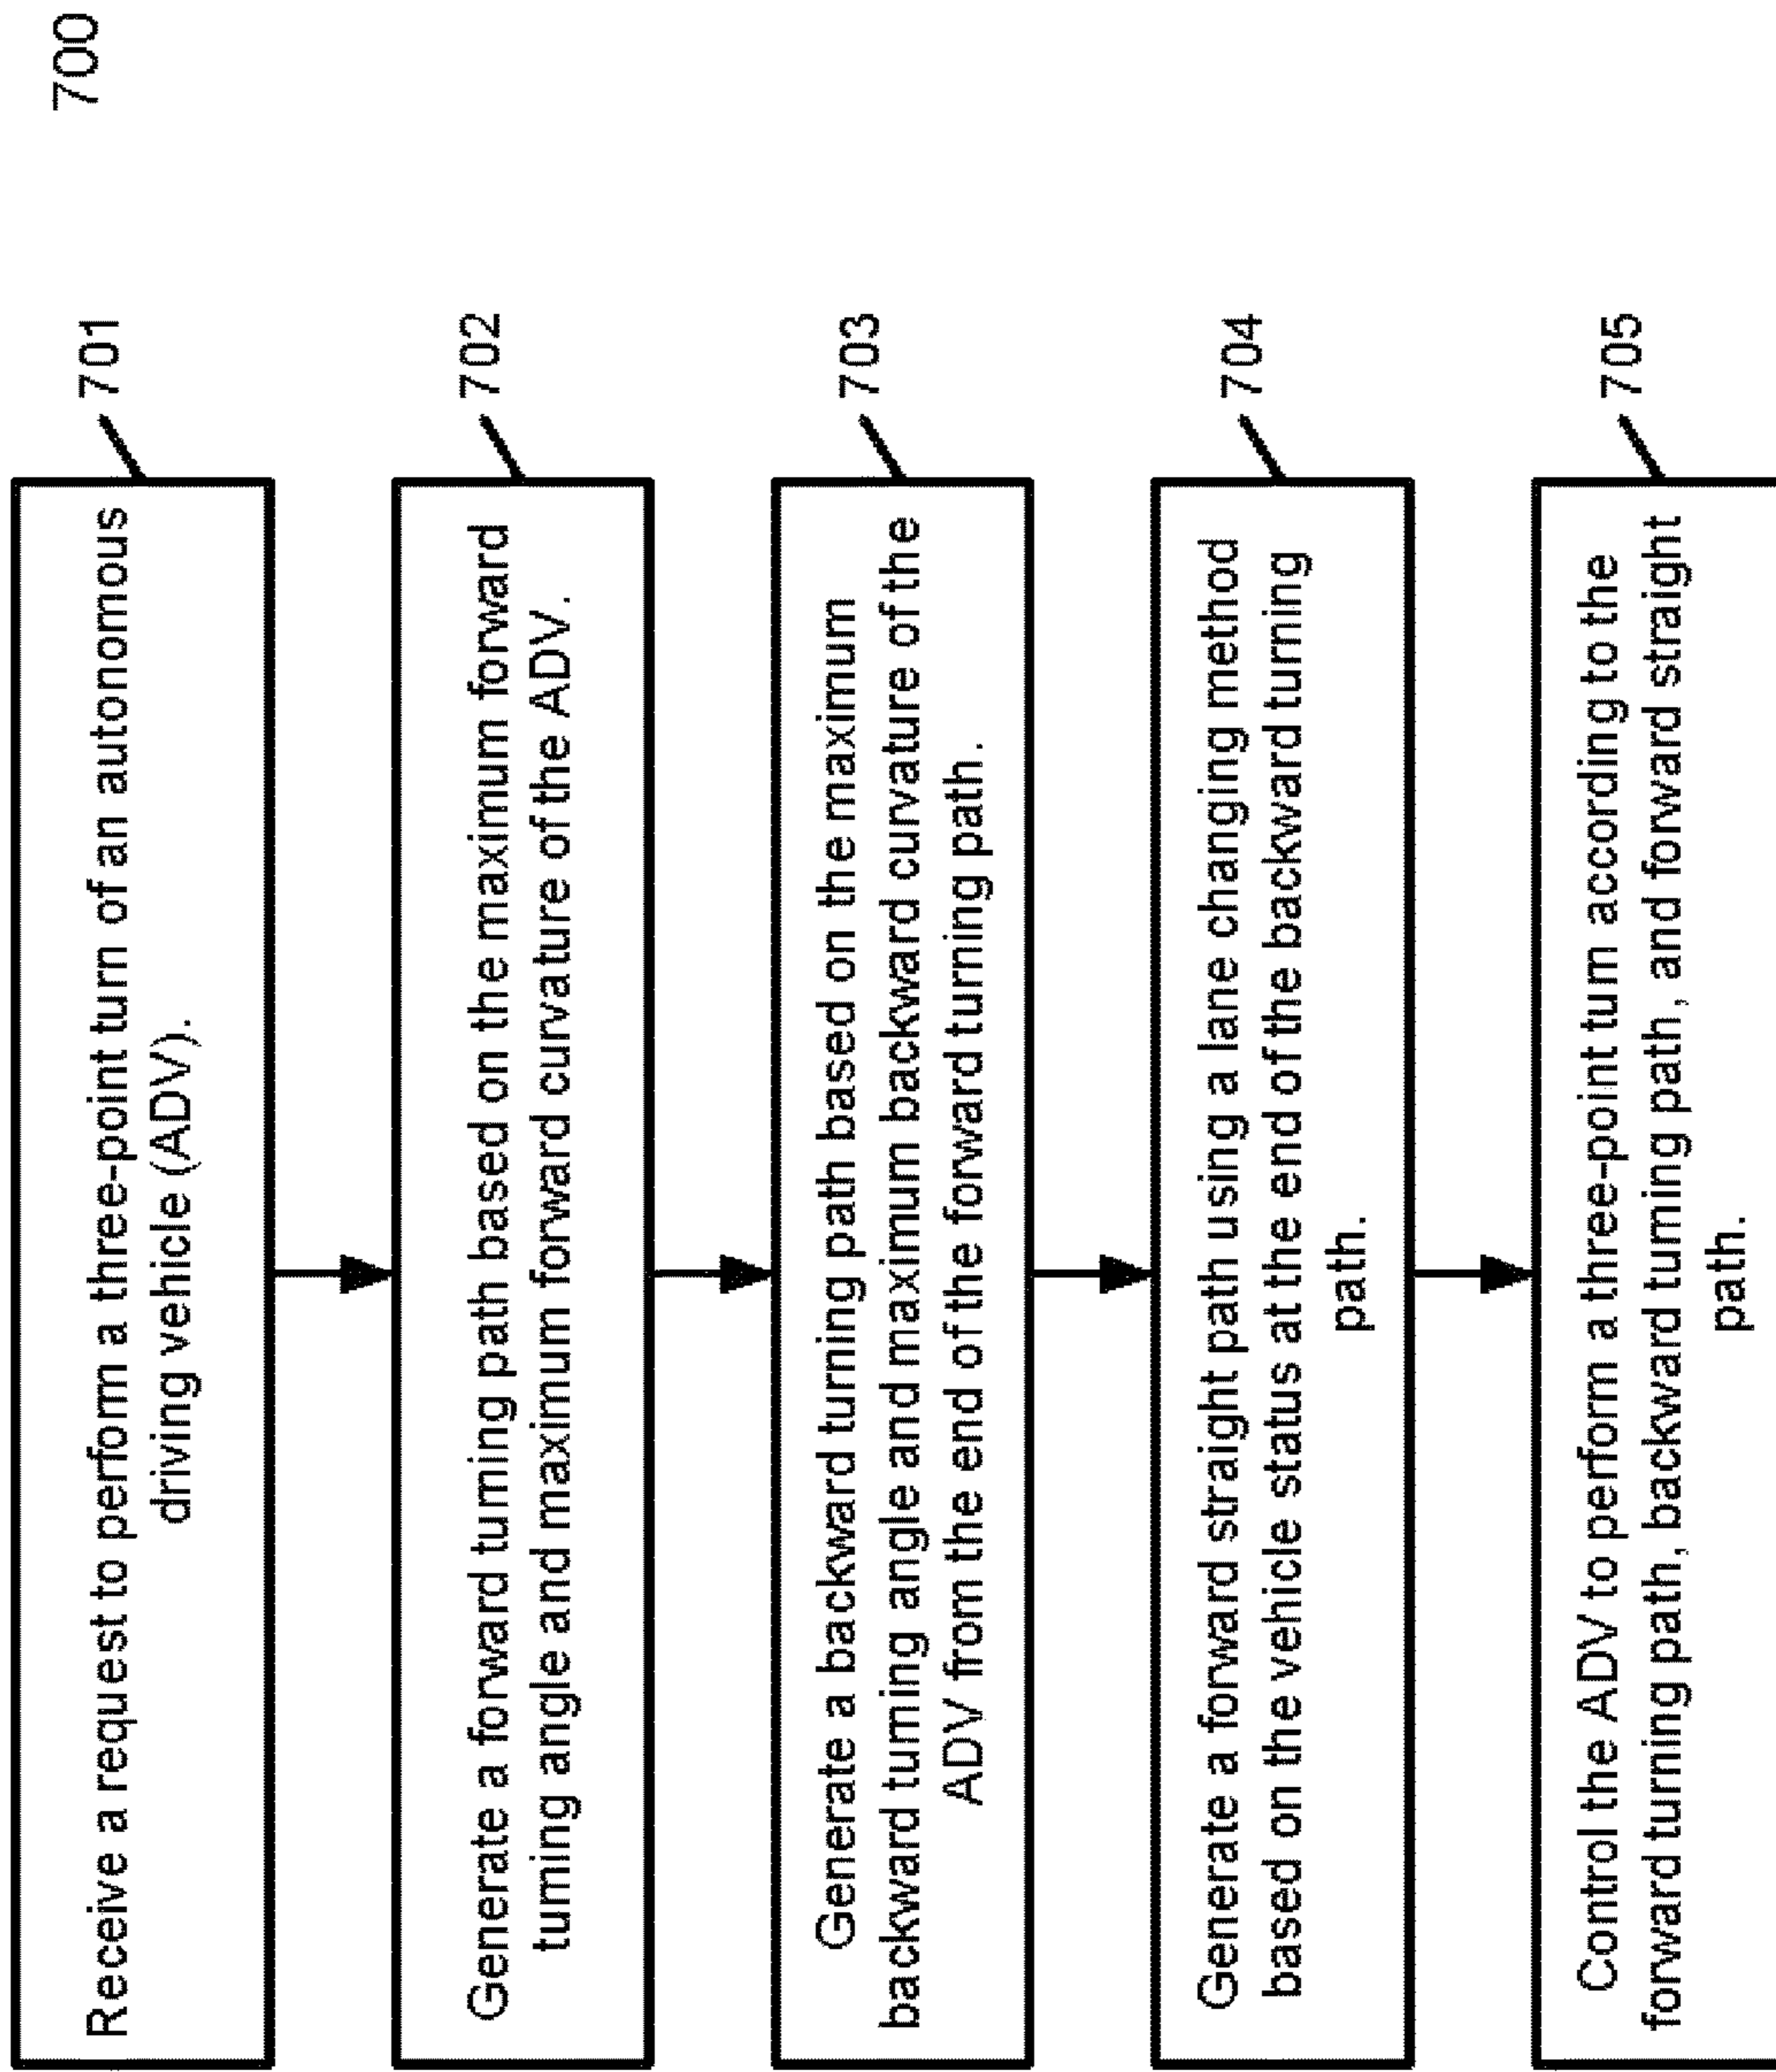 700
701
Receive a request to perform a three-point turn of an autonomous
driving vehicle (ADV).
702
Generate a forward turning path based on the maximum forward
turning angle and maximum forward curvature of the ADV.
703
Generate a backward turning path based on the maximum
backward turning angle and maximum backward curvature of the
ADV from the end of the forward turning path.
704
Generate a forward straight path using a lane changing method
based on the vehicle status at the end of the backward turning
path.
705
Control the ADV to perform a three-point turn according to the
forward turning path, backward turning path, and forward straight
path.